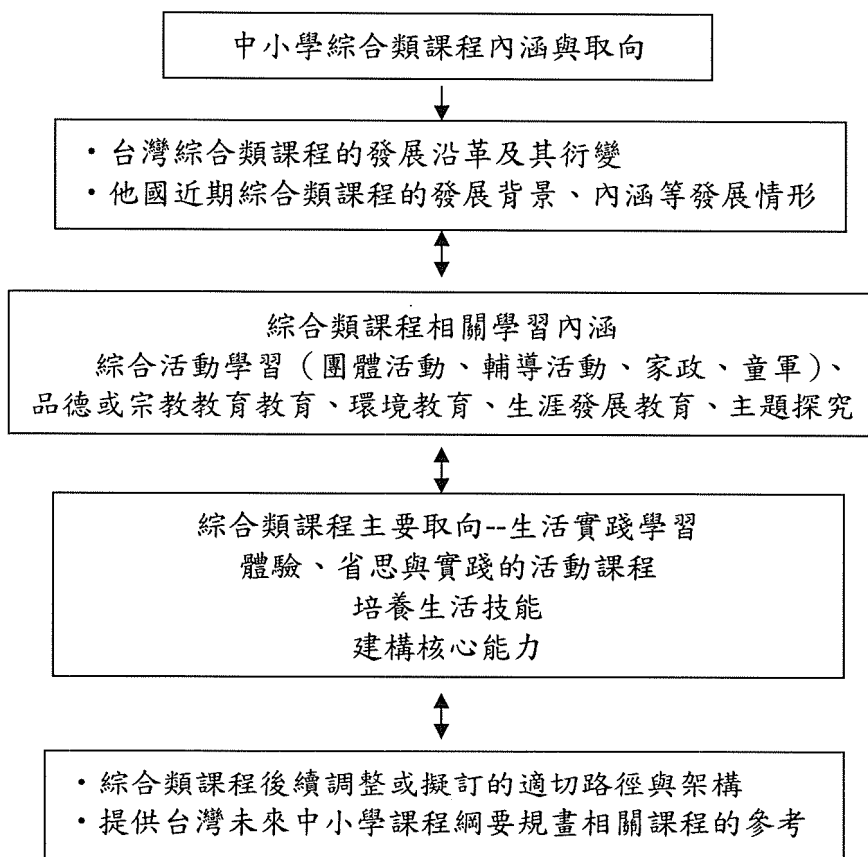 中小學綜合類課程內涵與取向
・台灣綜合類課程的發展沿革及其衍變
・他國近期綜合類課程的發展背景、內涵等發展情形
綜合類課程相關學習內涵
綜合活動學習（團體活動、輔導活動、家政、童軍）、
品德或宗教教育教育、環境教育、生涯發展教育、主題探究
綜合類課程主要取向--生活實踐學習
體驗、省思與實踐的活動課程
培養生活技能
建構核心能力
・綜合類課程後續調整或擬訂的適切路徑與架構
・提供台灣未來中小學課程綱要規畫相關課程的參考